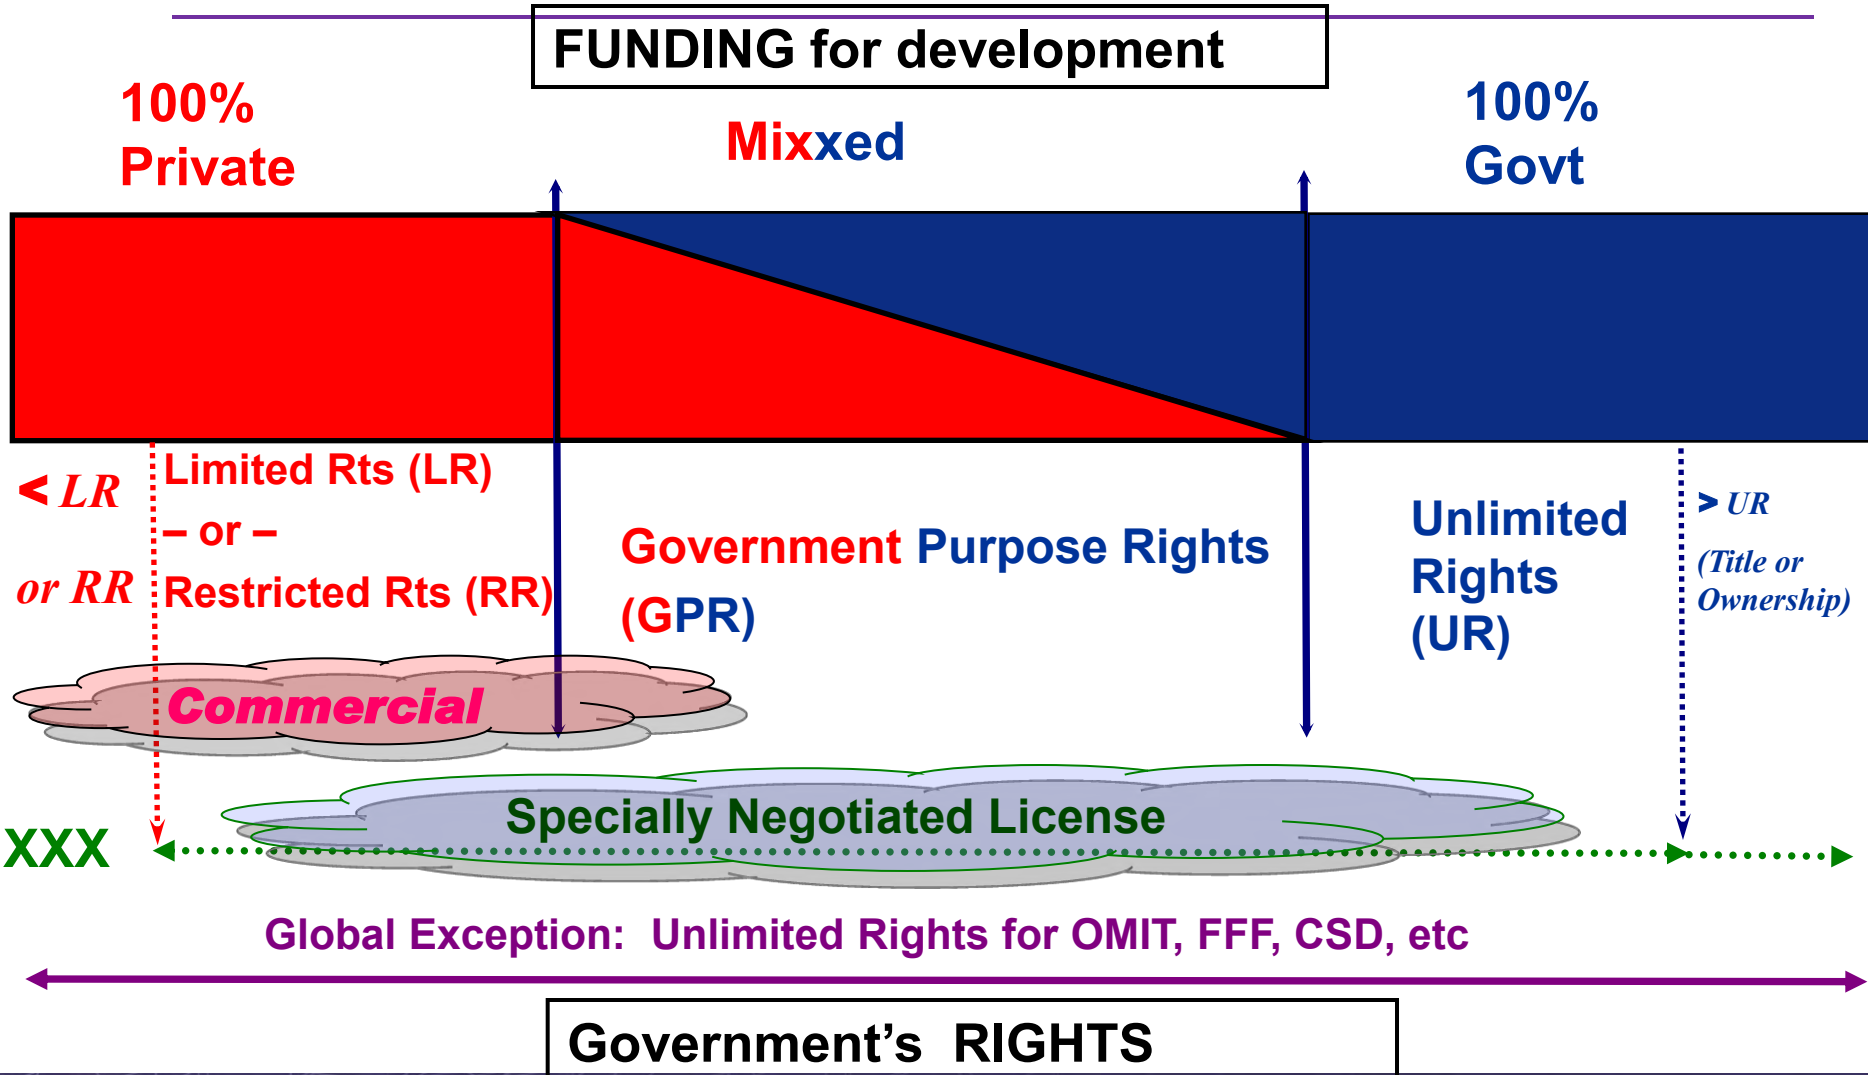 FUNDING for development
100%
Private
Mixxed
100%
Govt
< LR
or RR
Limited Rts (LR)
– or –
Restricted Rts (RR)
Government Purpose Rights
(GPR)
Unlimited
Rights
(UR)
> UR
(Title or
Ownership)
Commercial
Specially Negotiated License
XXX
Global Exception:  Unlimited Rights for OMIT, FFF, CSD, etc
Government’s  RIGHTS